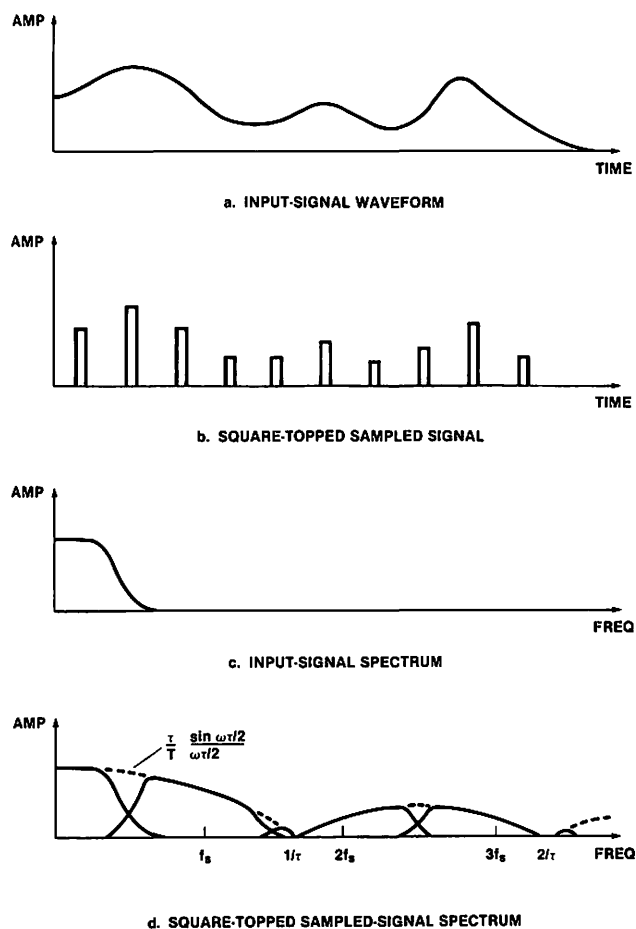 AMP
TIME
a. INPUT-SIGNAL WAVEFORM
AMP
TIME
b. SQUARE-TOPPED SAMPLED SIGNAL
AMP
FREQ
c. INPUT-SIGNAL SPECTRUM
AMP
τ sin ωτ/2
T ωτ/2
fs 1/τ 2fs 3fs 2/τ FREQ
d. SQUARE-TOPPED SAMPLED-SIGNAL SPECTRUM